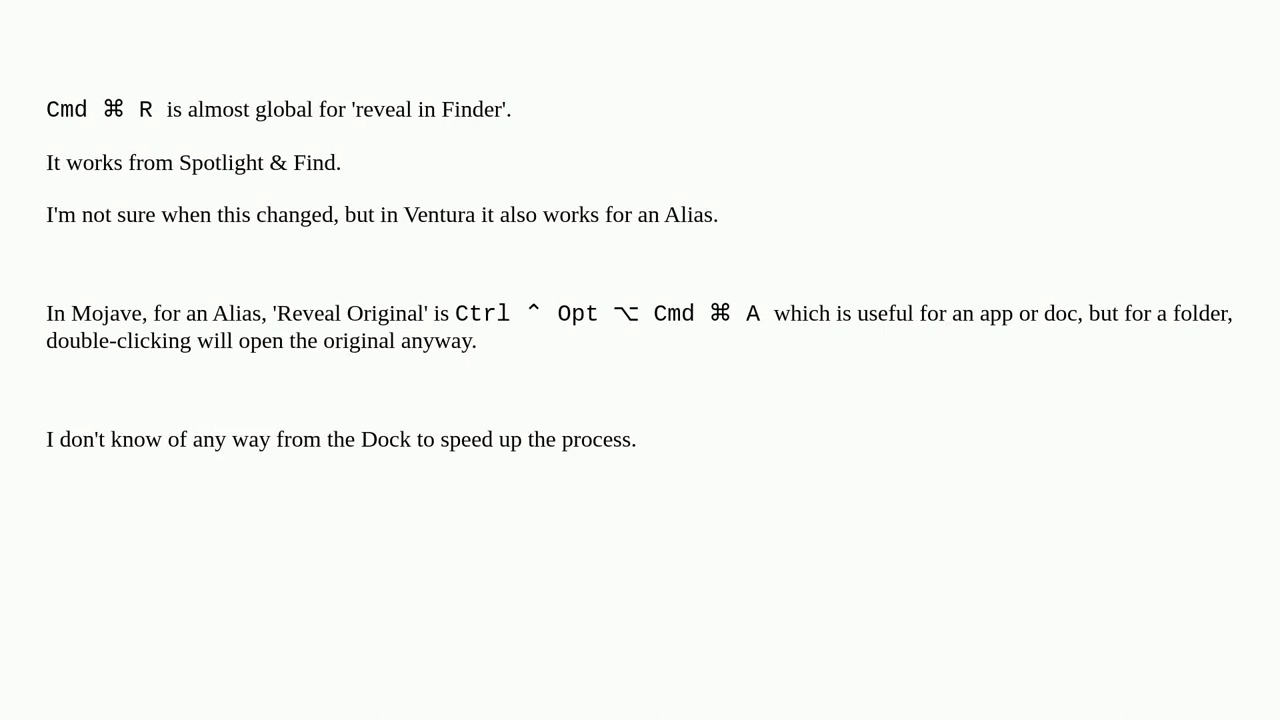 Cmd ⌘ R is almost global for 'reveal in Finder'.
It works from Spotlight & Find.
I'm not sure when this changed, but in Ventura it also works for an Alias.
In Mojave, for an Alias, 'Reveal Original' is Ctrl ⌃ Opt ⌥ Cmd ⌘ A which is useful for an app or doc, but for a folder,
double-clicking will open the original anyway.
I don't know of any way from the Dock to speed up the process.